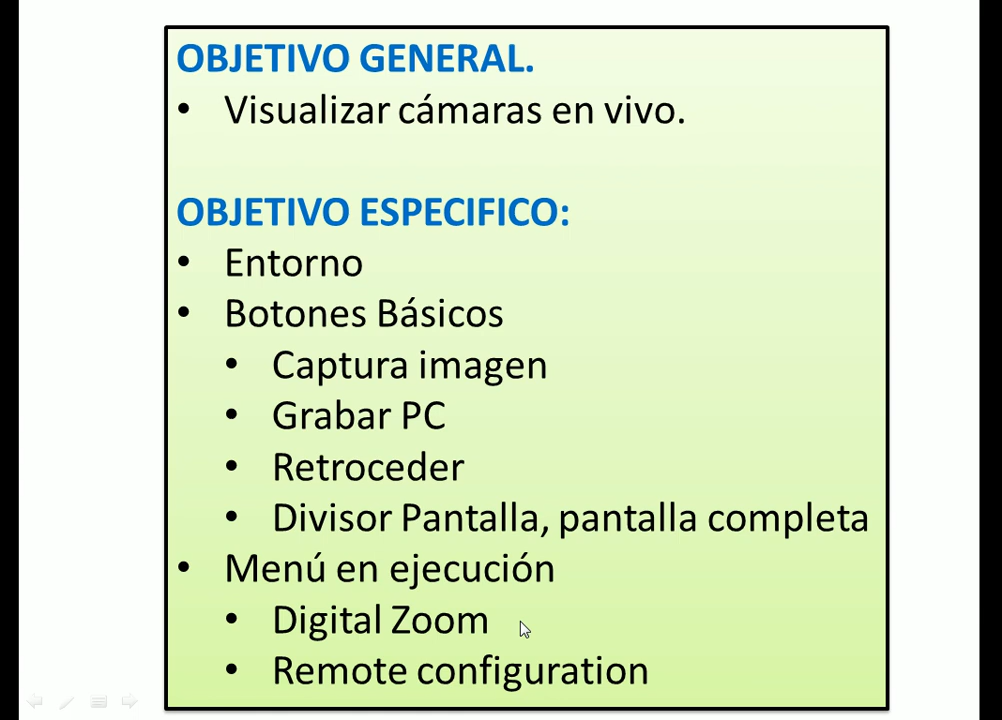 OBJETIVO GENERAL.
• Visualizar cámaras en vivo.
OBJETIVO ESPECIFICO:
• Entorno
• Botones Básicos
• Captura imagen
• Grabar PC
• Retroceder
• Divisor Pantalla, pantalla completa
• Menú en ejecución
• Digital Zoom
• Remote configuration